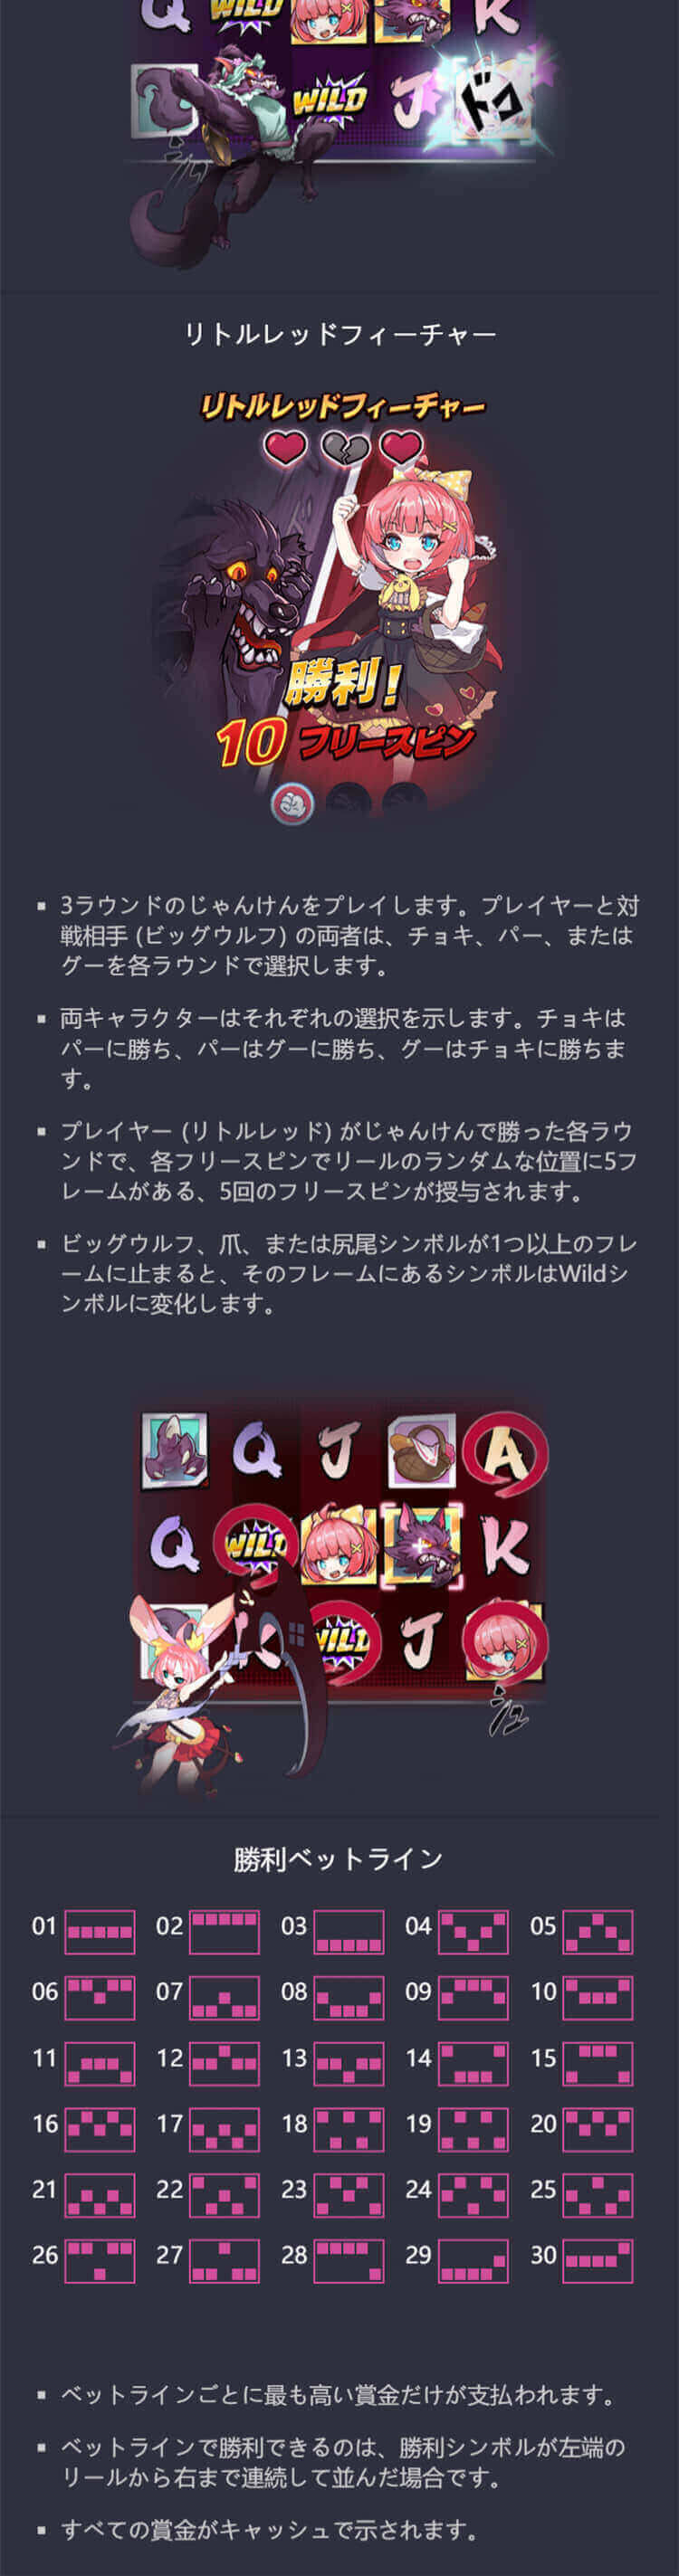 Q WILD K
WILD J ドコ
リトルレッドフィーチャー
リトルレッドフィーチャー
勝利!
10 フリースピン
▪ 3ラウンドのじゃんけんをプレイします。プレイヤーと対
戦相手 (ビッグウルフ) の両者は、チョキ、パー、または
グーを各ラウンドで選択します。
▪ 両キャラクターはそれぞれの選択を示します。チョキは
パーに勝ち、パーはグーに勝ち、グーはチョキに勝ちま
す。
▪ プレイヤー (リトルレッド) がじゃんけんで勝った各ラウ
ンドで、各フリースピンでリールのランダムな位置に5フ
レームがある、5回のフリースピンが授与されます。
▪ ビッグウルフ、爪、または尻尾シンボルが1つ以上のフレ
ームに止まると、そのフレームにあるシンボルはWildシ
ンボルに変化します。
Q J A
Q WILD K
K WILD J
勝利ベットライン
01 02 03 04 05
06 07 08 09 10
11 12 13 14 15
16 17 18 19 20
21 22 23 24 25
26 27 28 29 30
▪ ベットラインごとに最も高い賞金だけが支払われます。
▪ ベットラインで勝利できるのは、勝利シンボルが左端の
リールから右まで連続して並んだ場合です。
▪ すべての賞金がキャッシュで示されます。